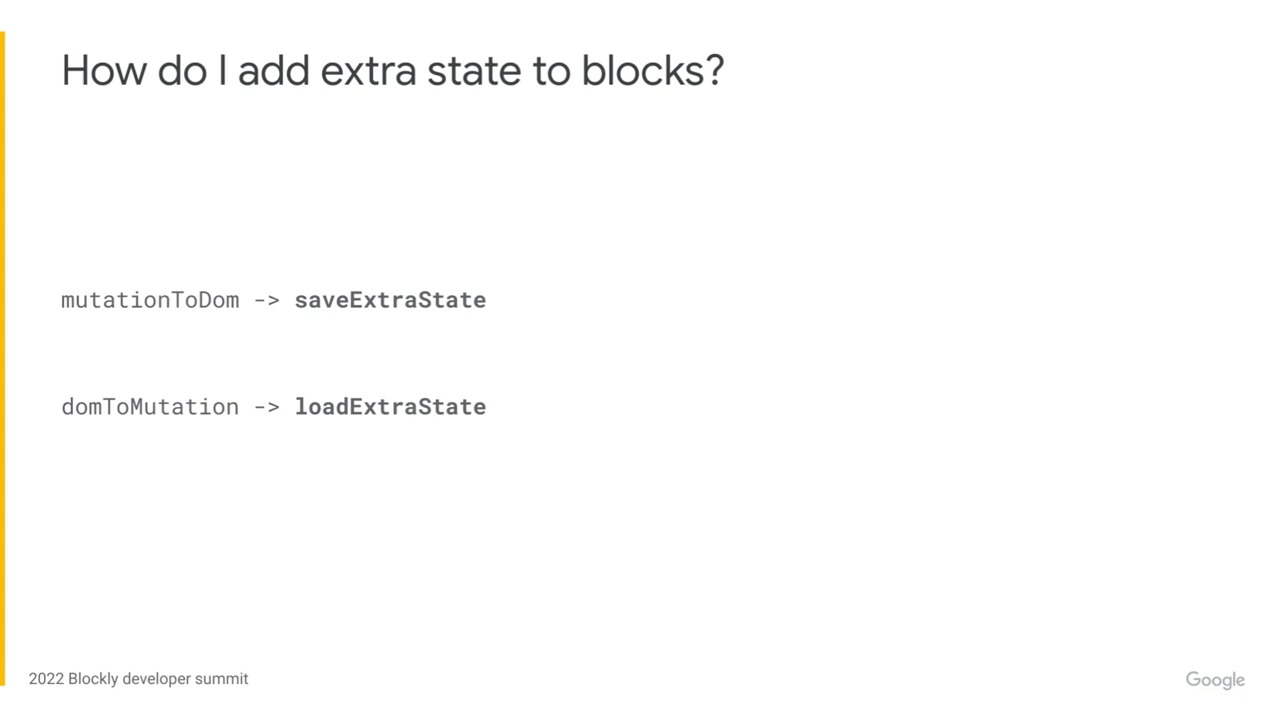 How do I add extra state to blocks?
mutationToDom -> saveExtraState
domToMutation -> loadExtraState
2022 Blockly developer summit
Google